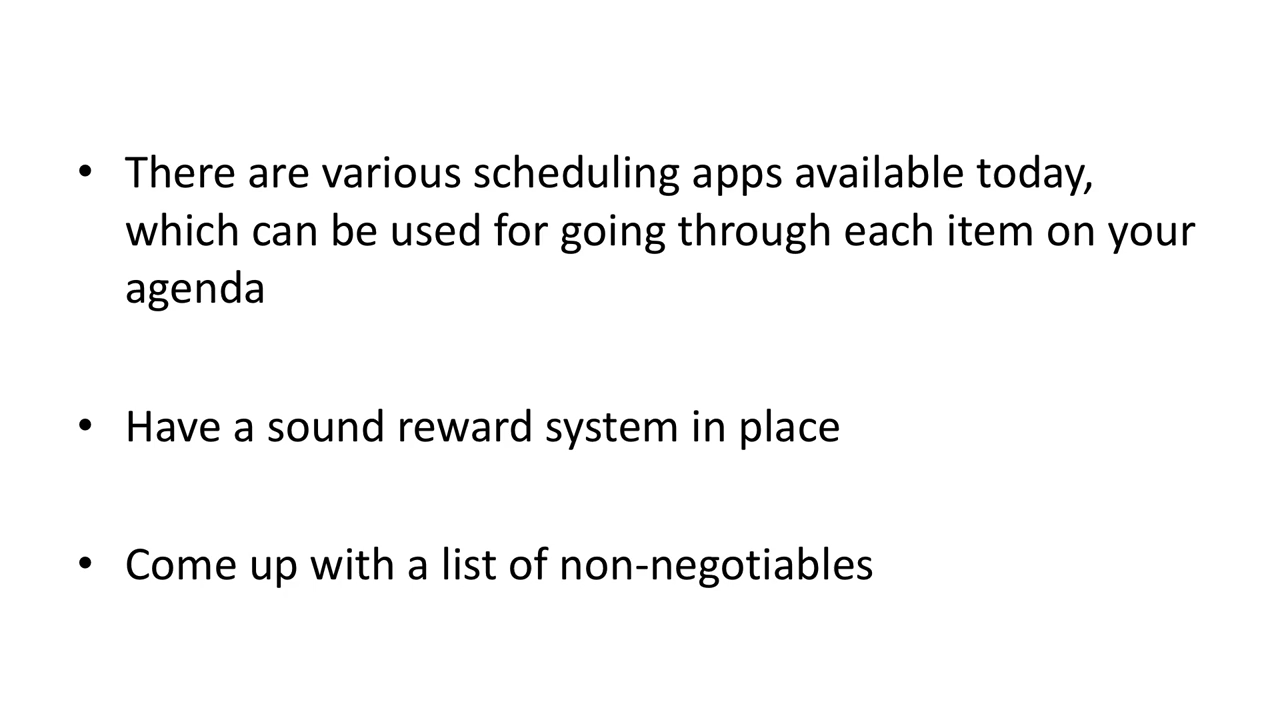 • There are various scheduling apps available today,
which can be used for going through each item on your
agenda
• Have a sound reward system in place
• Come up with a list of non-negotiables